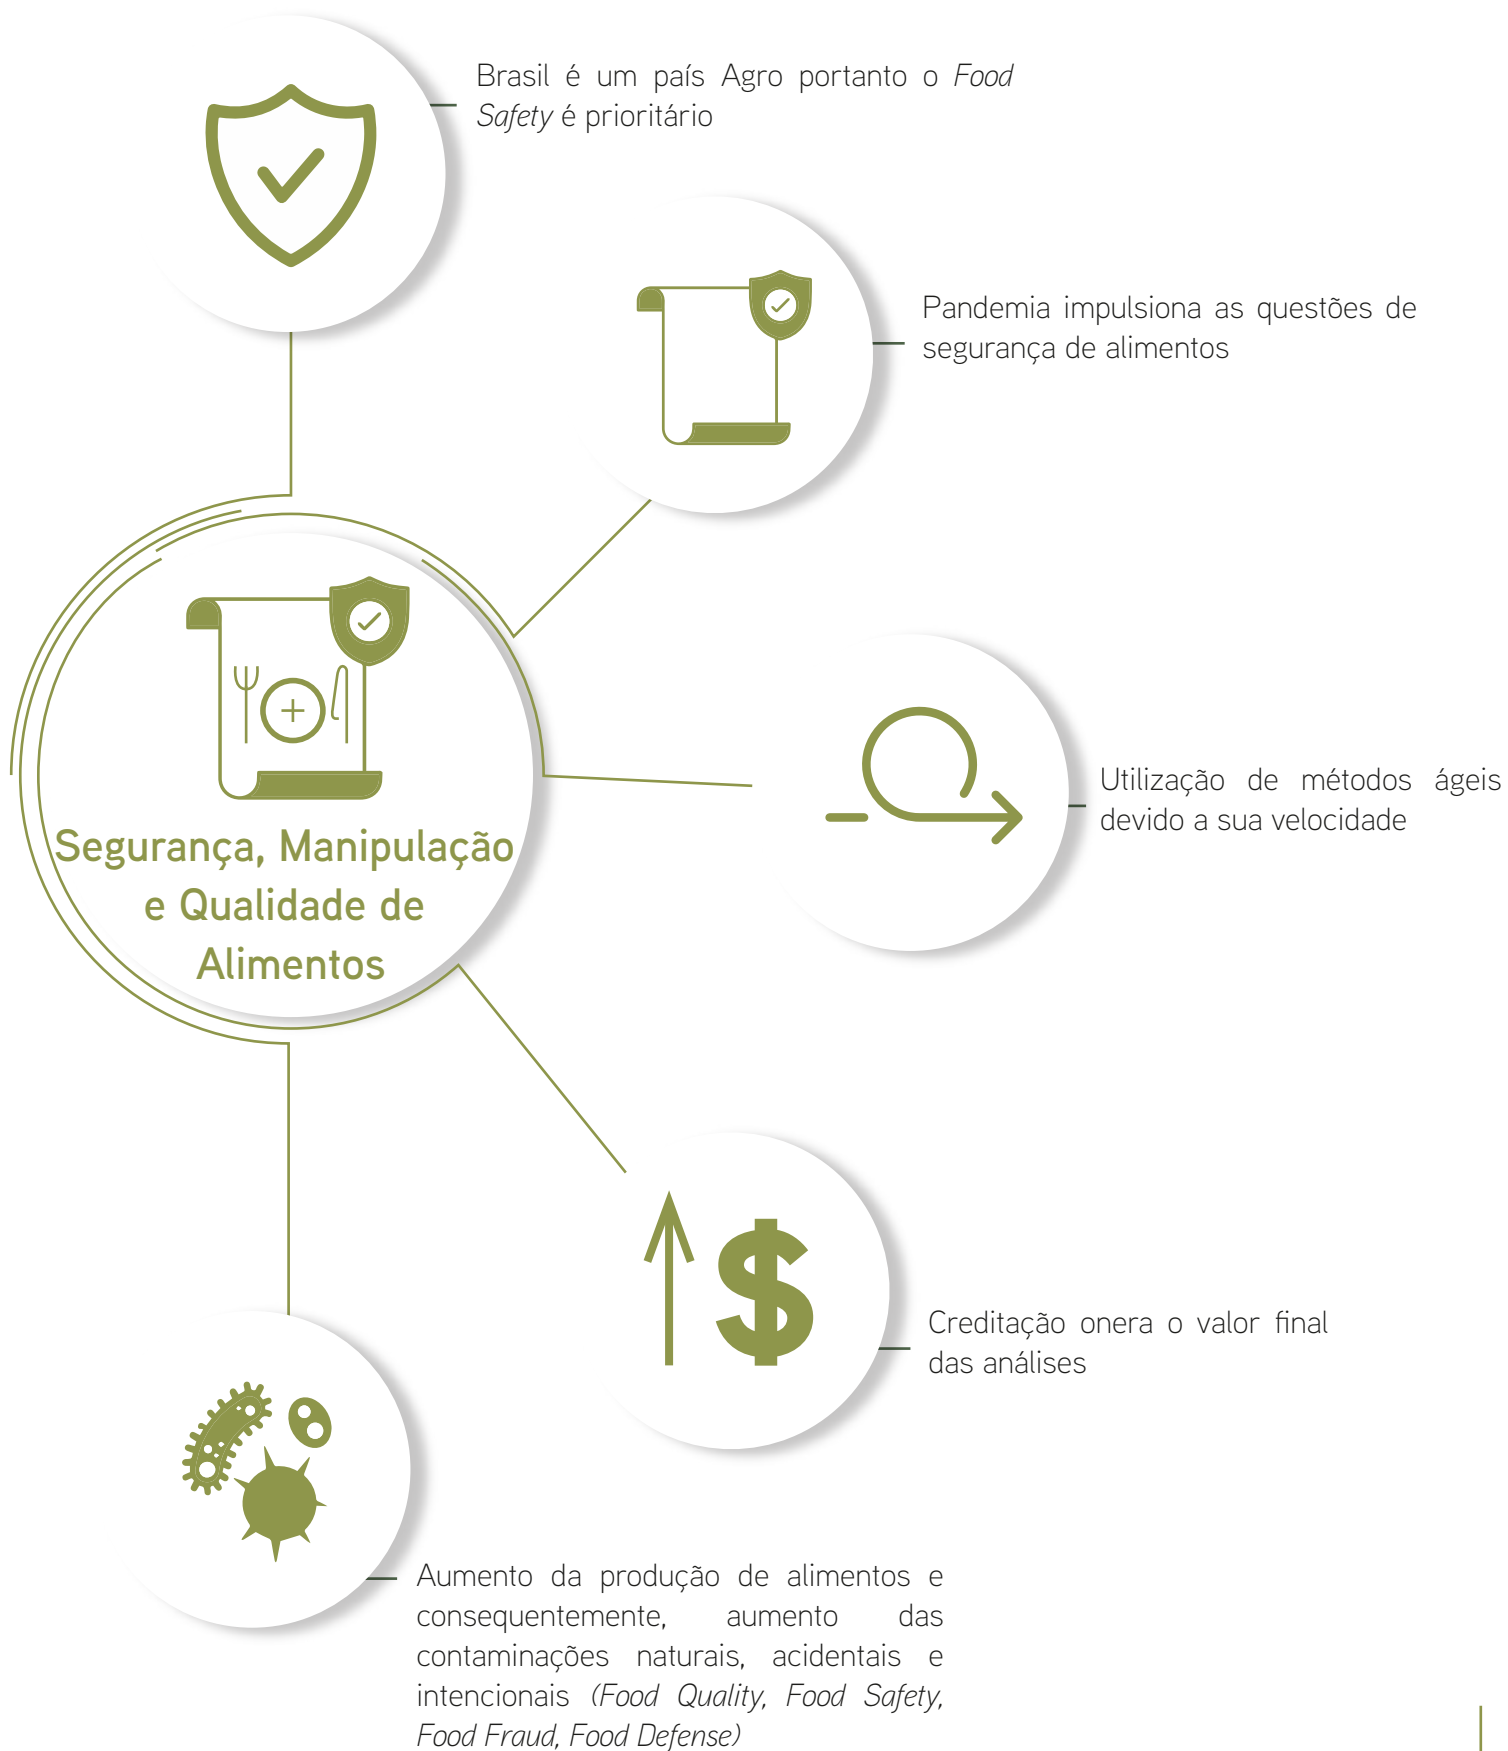 Brasil é um país Agro portanto o Food
Safety é prioritário
Pandemia impulsiona as questões de
segurança de alimentos
Utilização de métodos ágeis
devido a sua velocidade
Segurança, Manipulação
e Qualidade de
Alimentos
Creditação onera o valor final
das análises
Aumento da produção de alimentos e
consequentemente, aumento das
contaminações naturais, acidentais e
intencionais (Food Quality, Food Safety,
Food Fraud, Food Defense)